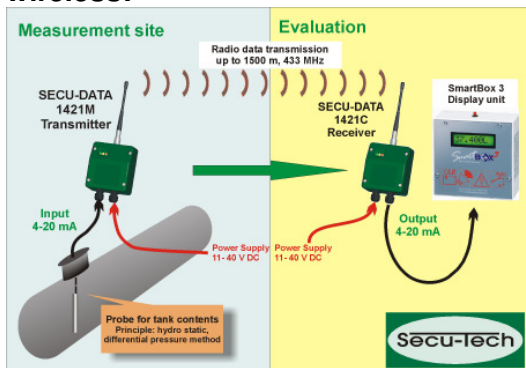 Measurement site
Evaluation
Radio data transmission
up to 1500 m, 433 MHz
SECU-DATA
1421M
Transmitter
SECU-DATA
1421C
Receiver
SmartBox 3
Display unit
Input
4-20 mA
Power Supply
11- 40 V DC
Power Supply
11- 40 V DC
Output
4-20 mA
Probe for tank contents
Principle: hydro static,
differential pressure method
Secu-Tech